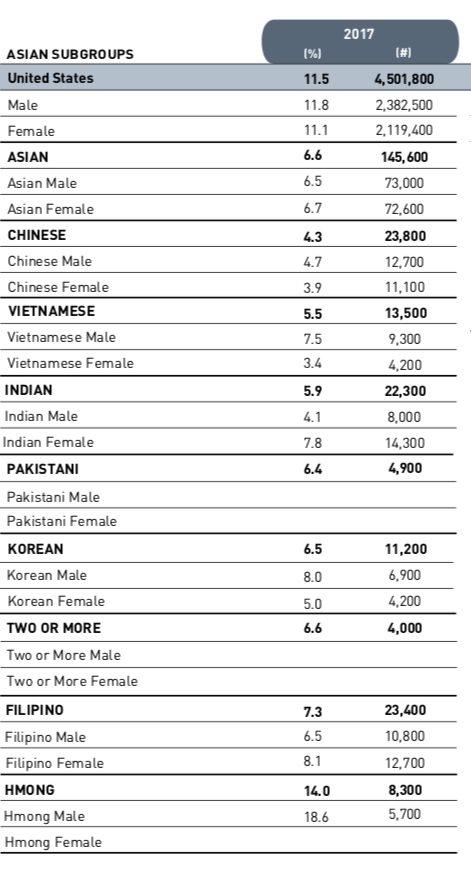 2017
ASIAN SUBGROUPS (%) (#)
United States 11.5 4,501,800
Male 11.8 2,382,500
Female 11.1 2,119,400
ASIAN 6.6 145,600
Asian Male 6.5 73,000
Asian Female 6.7 72,600
CHINESE 4.3 23,800
Chinese Male 4.7 12,700
Chinese Female 3.9 11,100
VIETNAMESE 5.5 13,500
Vietnamese Male 7.5 9,300
Vietnamese Female 3.4 4,200
INDIAN 5.9 22,300
Indian Male 4.1 8,000
Indian Female 7.8 14,300
PAKISTANI 6.4 4,900
Pakistani Male
Pakistani Female
KOREAN 6.5 11,200
Korean Male 8.0 6,900
Korean Female 5.0 4,200
TWO OR MORE 6.6 4,000
Two or More Male
Two or More Female
FILIPINO 7.3 23,400
Filipino Male 6.5 10,800
Filipino Female 8.1 12,700
HMONG 14.0 8,300
Hmong Male 18.6 5,700
Hmong Female